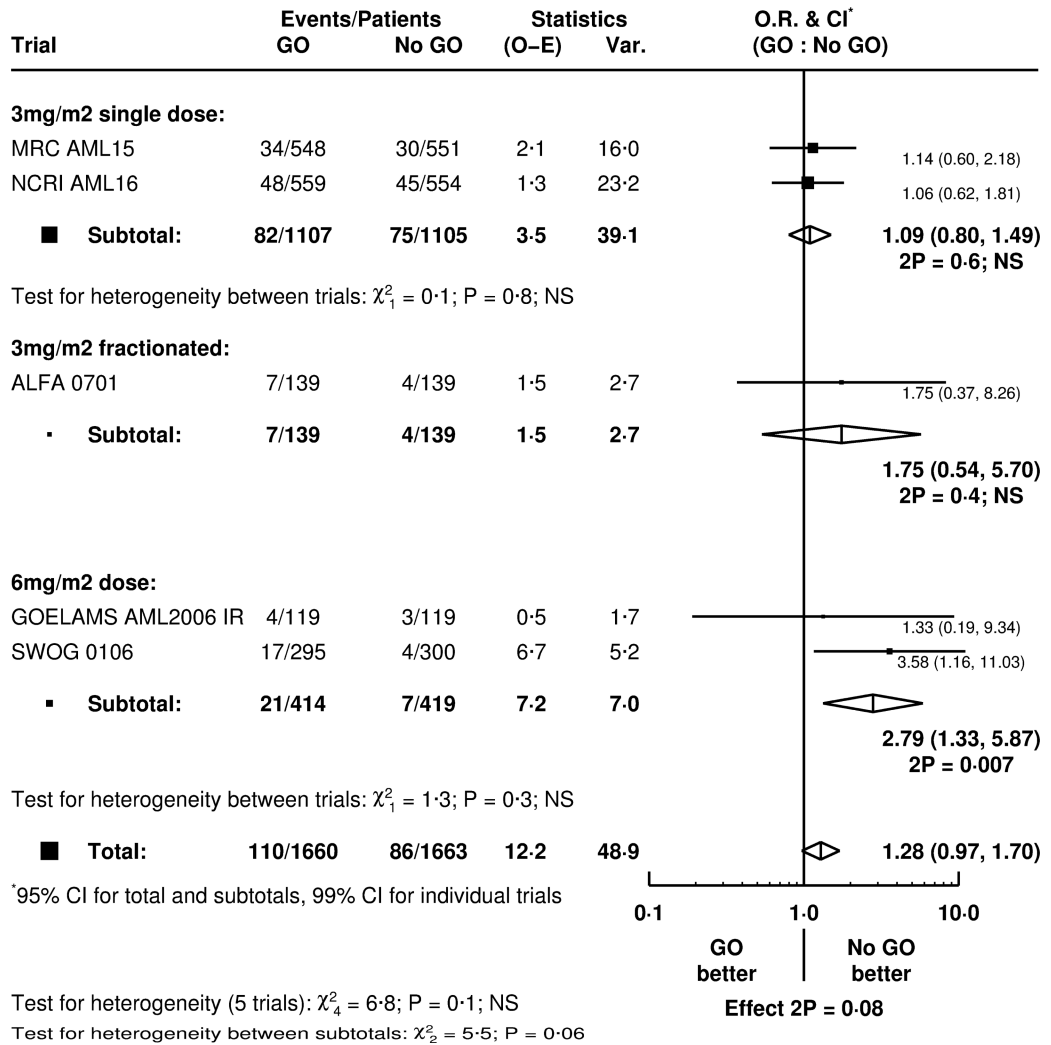 Events/Patients Statistics O.R. & CI*
Trial GO No GO (O–E) Var. (GO : No GO)
3mg/m2 single dose:
MRC AML15 34/548 30/551 2·1 16·0 1.14 (0.60, 2.18)
NCRI AML16 48/559 45/554 1·3 23·2 1.06 (0.62, 1.81)
Subtotal: 82/1107 75/1105 3·5 39·1 1.09 (0.80, 1.49)
2P = 0·6; NS
Test for heterogeneity between trials: χ²₁ = 0·1; P = 0·8; NS
3mg/m2 fractionated:
ALFA 0701 7/139 4/139 1·5 2·7 1.75 (0.37, 8.26)
Subtotal: 7/139 4/139 1·5 2·7
1.75 (0.54, 5.70)
2P = 0·4; NS
6mg/m2 dose:
GOELAMS AML2006 IR 4/119 3/119 0·5 1·7 1.33 (0.19, 9.34)
SWOG 0106 17/295 4/300 6·7 5·2 3.58 (1.16, 11.03)
Subtotal: 21/414 7/419 7·2 7·0
2.79 (1.33, 5.87)
2P = 0·007
Test for heterogeneity between trials: χ²₁ = 1·3; P = 0·3; NS
Total: 110/1660 86/1663 12·2 48·9 1.28 (0.97, 1.70)
*95% CI for total and subtotals, 99% CI for individual trials
0·1 1·0 10·0
GO No GO
better better
Test for heterogeneity (5 trials): χ²₄ = 6·8; P = 0·1; NS
Effect 2P = 0·08
Test for heterogeneity between subtotals: χ²₂ = 5·5; P = 0·06